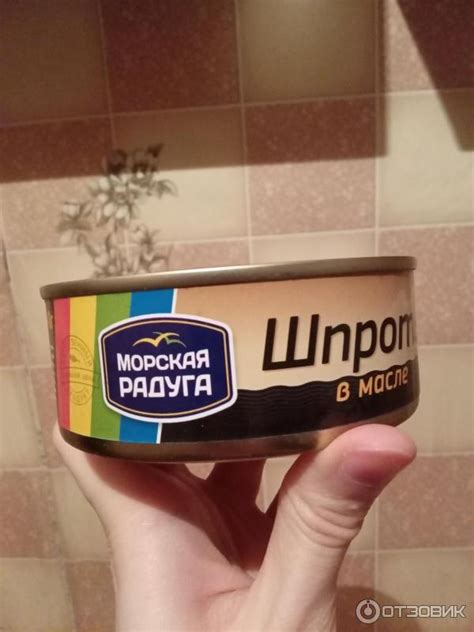 МОРСКАЯ
РАДУГА
Шпрот
в масле
ОТЗОВИК